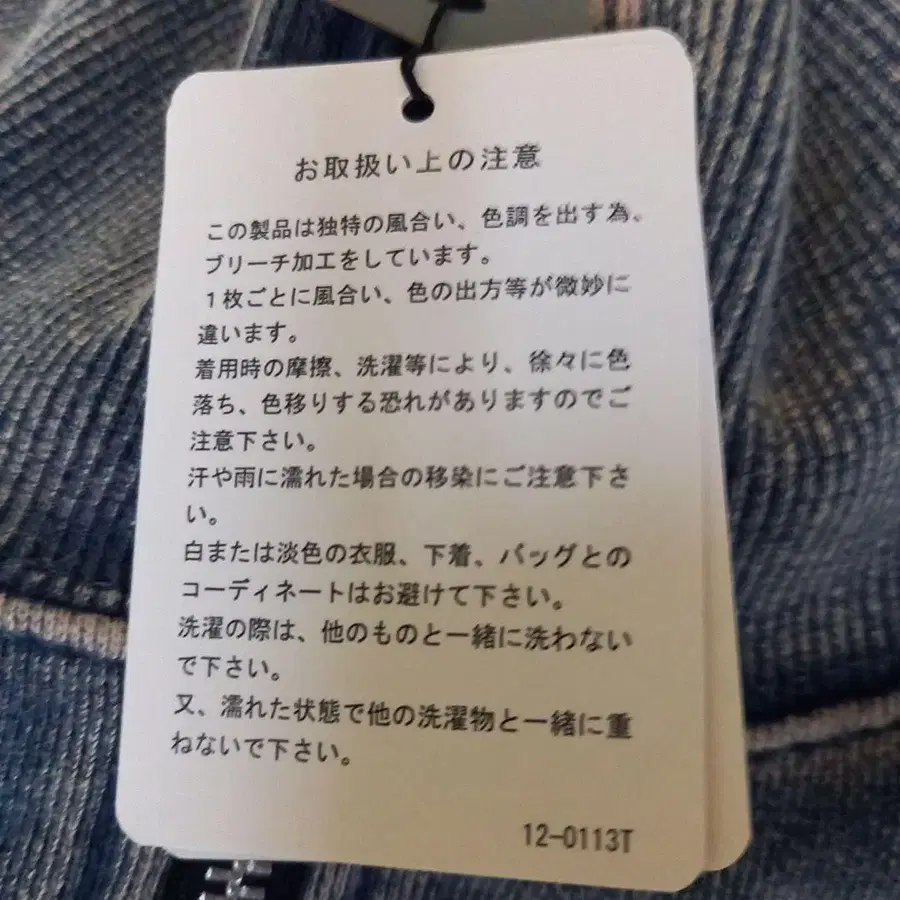 お取扱い上の注意
この製品は独特の風合い、色調を出す為、
ブリーチ加工をしています。
1枚ごとに風合い、色の出方等が微妙に
違います。
着用時の摩擦、洗濯等により、徐々に色
落ち、色移りする恐れがありますのでご
注意下さい。
汗や雨に濡れた場合の移染にご注意下さ
い。
白または淡色の衣服、下着、バッグとの
コーディネートはお避けて下さい。
洗濯の際は、他のものと一緒に洗わない
で下さい。
又、濡れた状態で他の洗濯物と一緒に重
ねないで下さい。
12-0113T